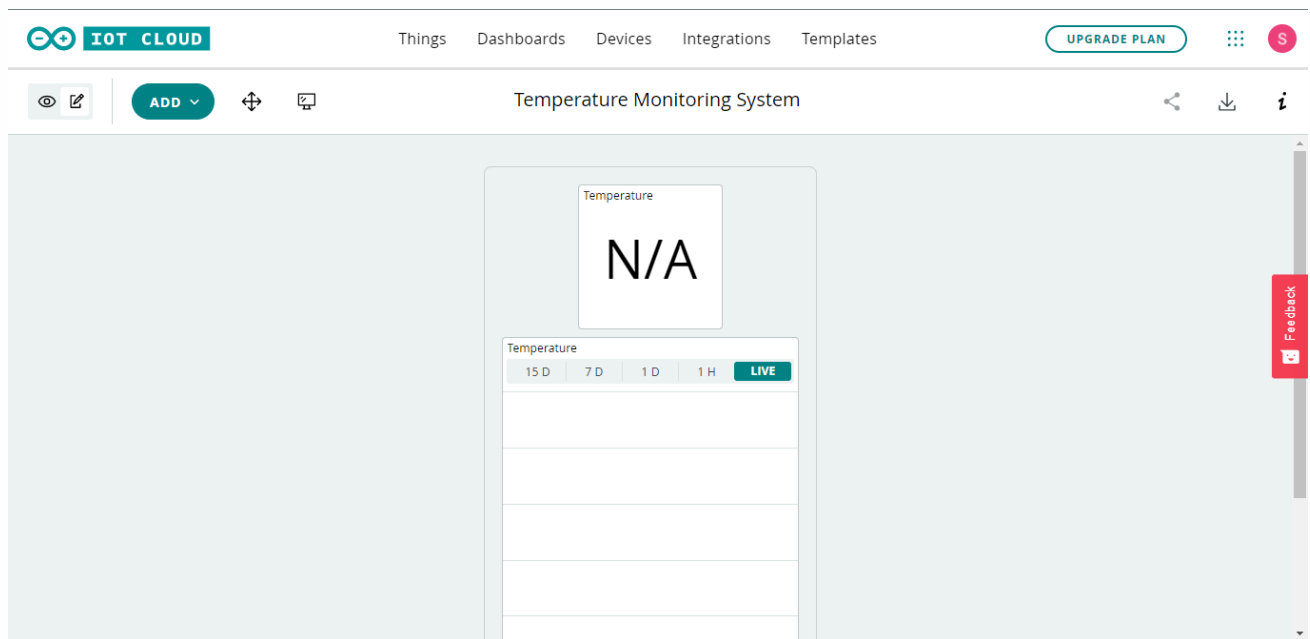 IOT CLOUD
Things Dashboards Devices Integrations Templates
UPGRADE PLAN
S
ADD
Temperature Monitoring System
i
Temperature
N/A
Feedback
Temperature
15 D 7 D 1 D 1 H LIVE